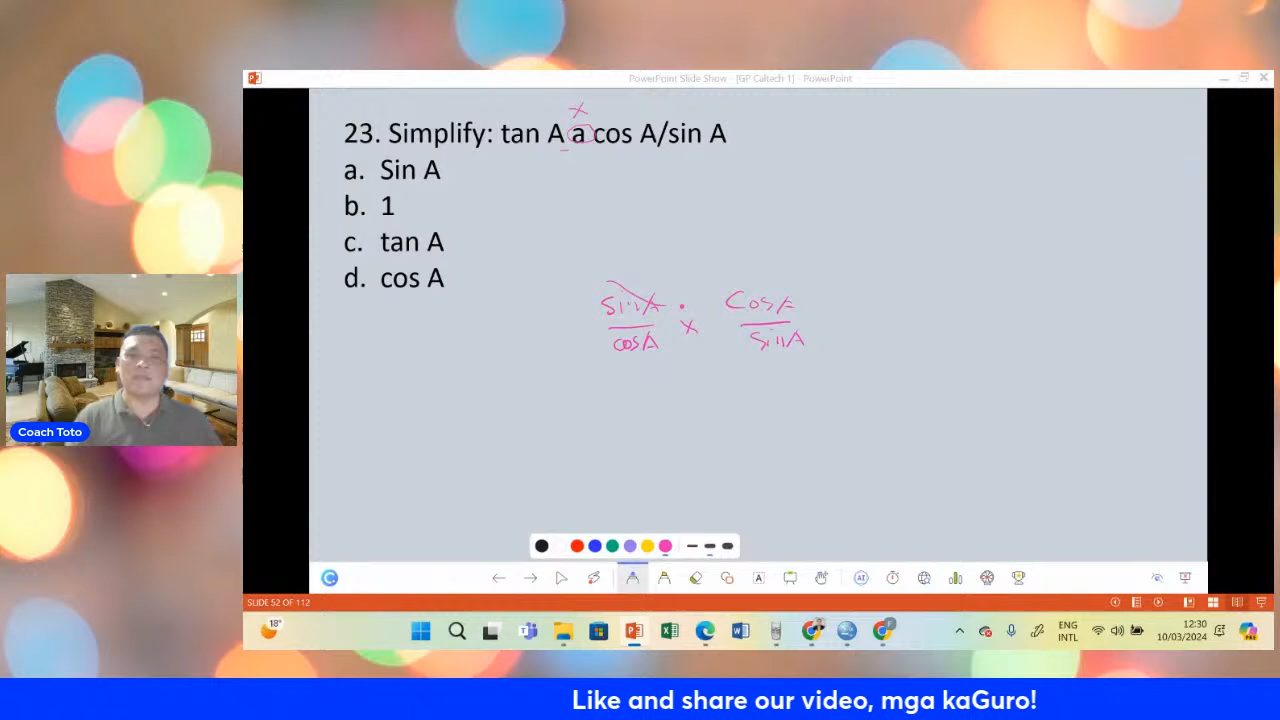 PowerPoint Slide Show - [GP Caltech 1] - PowerPoint
x
23. Simplify: tan A a cos A/sin A
a. Sin A
b. 1
c. tan A
d. cos A
sinA . cosA
cosA x sinA
Coach Toto
A
AI
SLIDE 52 OF 112
18°
ENG
INTL
12:30
10/03/2024
Like and share our video, mga kaGuro!